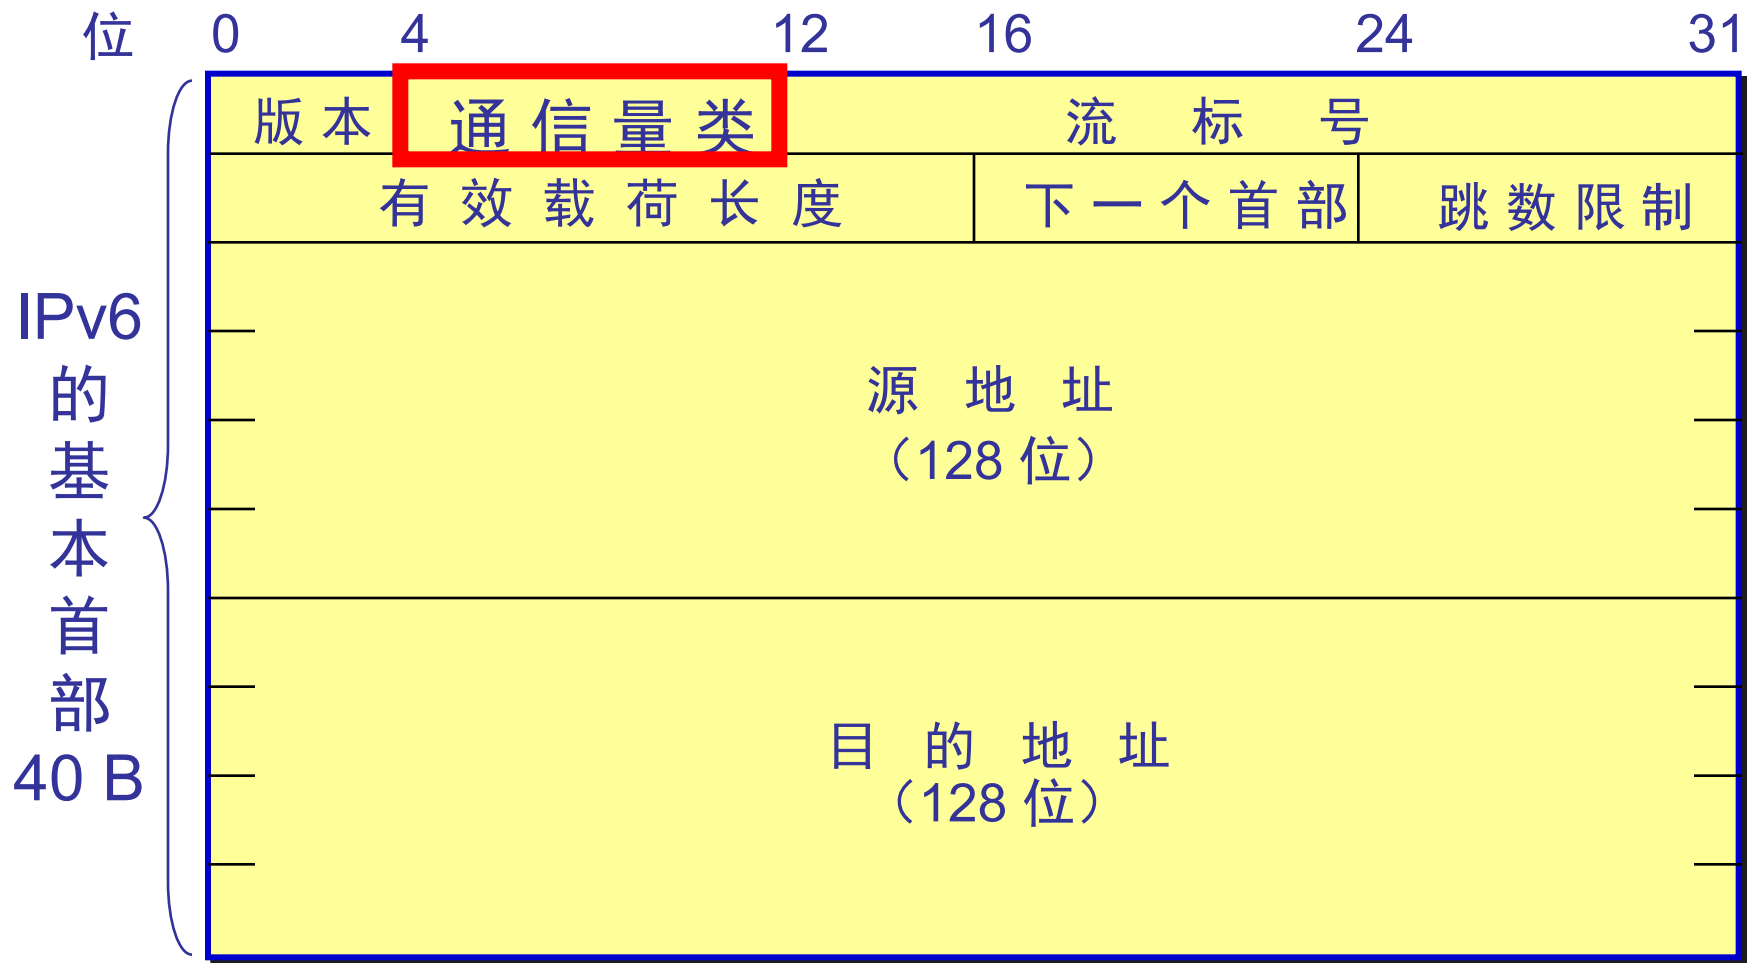 位 0 4 12 16 24 31
版本 通信量类 流标号
有效载荷长度 下一个首部 跳数限制
源地址
（128 位）
目的地址
（128 位）
IPv6
的
基
本
首
部
40 B